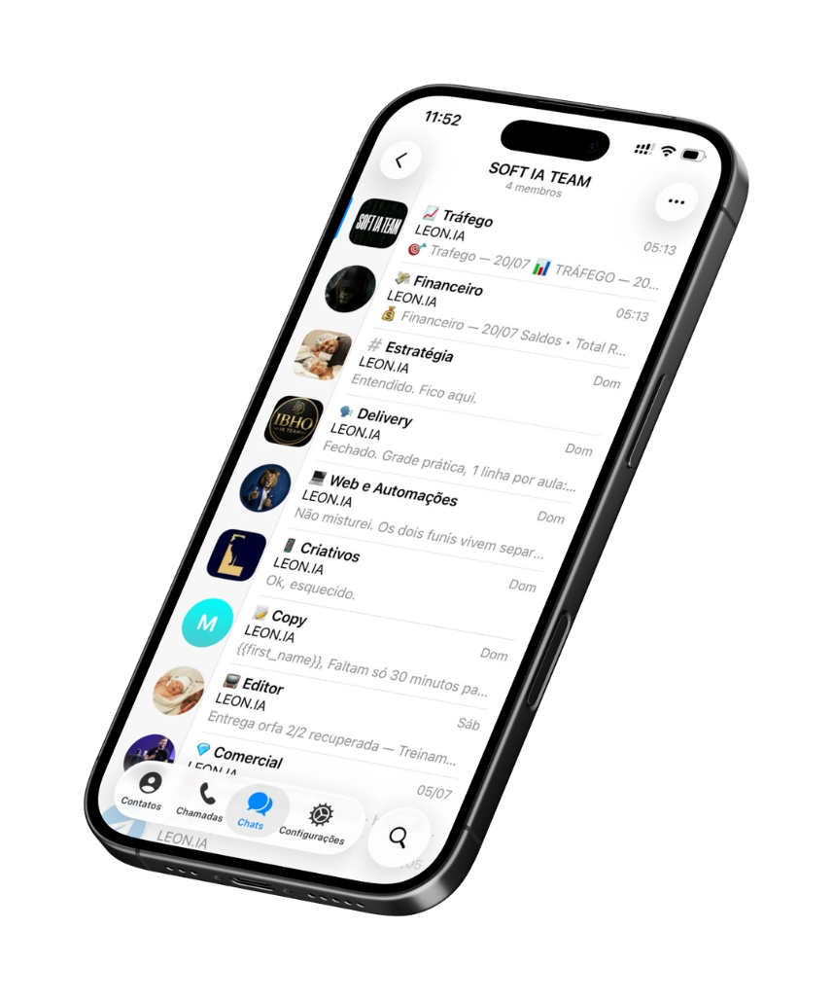 11:52
SOFT IA TEAM
4 membros
SOFT IA TEAM
📈 Tráfego
LEON.IA
05:13
🎯 Trafego — 20/07 📊 TRÁFEGO — 20...
💸 Financeiro
LEON.IA
05:13
💰 Financeiro — 20/07 Saldos • Total R...
# Estratégia
LEON.IA
Dom
Entendido. Fico aqui.
IBHO
IA TEAM
🗣️ Delivery
LEON.IA
Dom
Fechado. Grade prática, 1 linha por aula:...
💻 Web e Automações
LEON.IA
Dom
Não misturei. Os dois funis vivem separ...
L
📱 Criativos
LEON.IA
Dom
Ok, esquecido.
M
📝 Copy
LEON.IA
Dom
{{first_name}}, Faltam só 30 minutos pa...
📺 Editor
LEON.IA
Sáb
Entrega orfa 2/2 recuperada — Treinam...
💎 Comercial
LEON.IA
05/07
Contatos
Chamadas
Chats
Configurações
LEON.IA